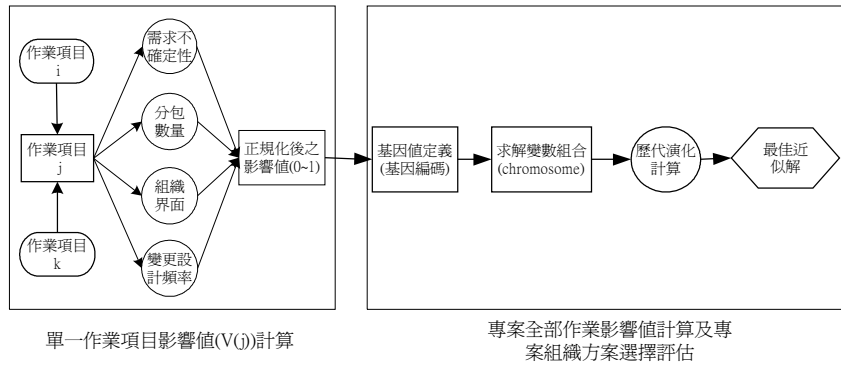 作業項目
i
作業項目
j
作業項目
k
需求不
確定性
分包
數量
組織
界面
變更設
計頻率
正規化後之
影響值(0~1)
基因值定義
(基因編碼)
求解變數組合
(chromosome)
歷代演化
計算
最佳近
似解
單一作業項目影響值(V(j))計算
專案全部作業影響值計算及專
案組織方案選擇評估